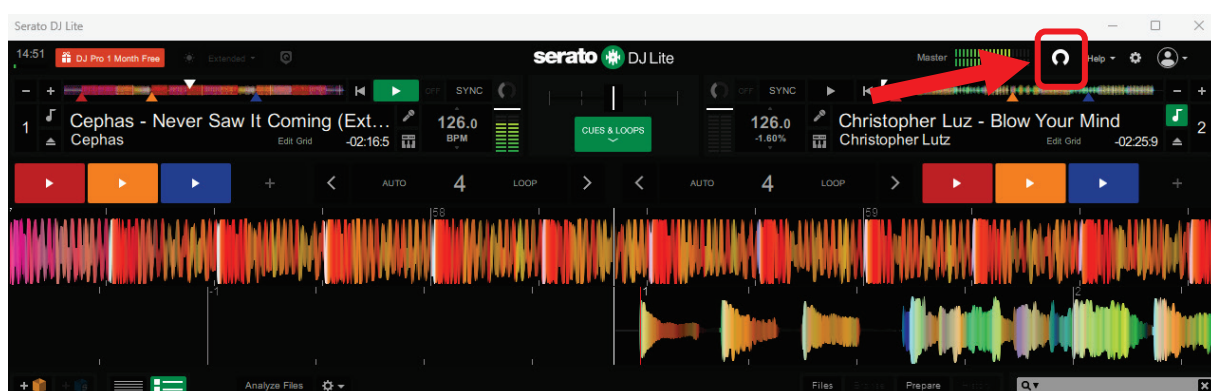 Serato DJ Lite
14:51 DJ Pro 1 Month Free Extended serato DJ Lite Master Help
OFF SYNC OFF SYNC
1 Cephas - Never Saw It Coming (Ext... 126.0 126.0 Christopher Luz - Blow Your Mind 2
Cephas Edit Grid -02:16:5 BPM CUES & LOOPS -1.60% Christopher Lutz Edit Grid -02:25:9
AUTO 4 LOOP AUTO 4 LOOP
58 59
-1 1 2
Analyze Files Files Prepare